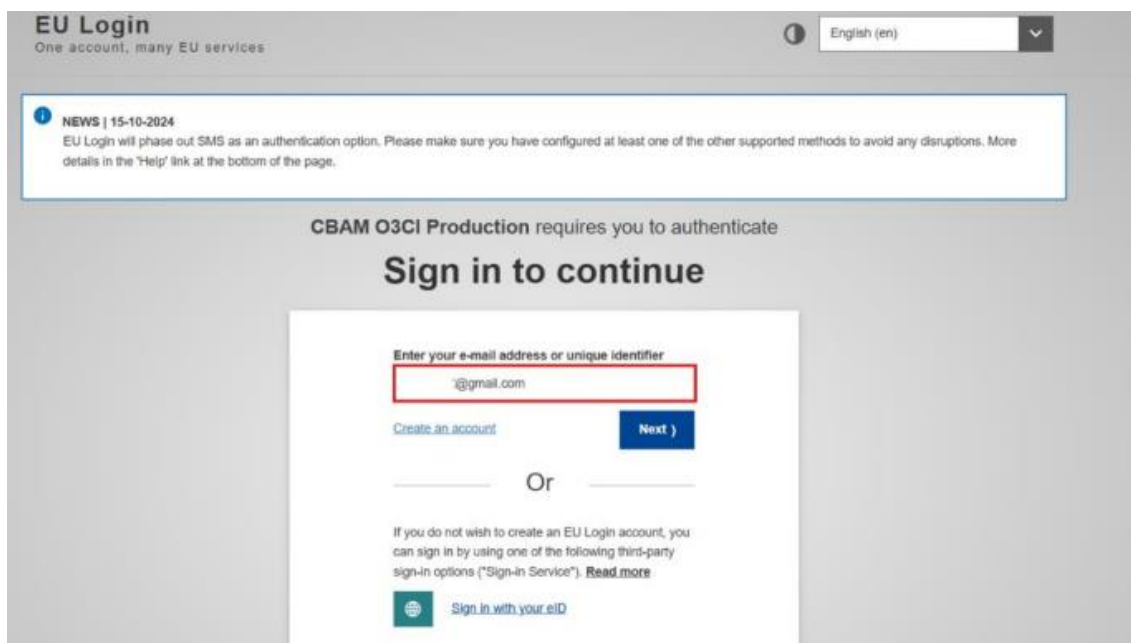 EU Login
One account, many EU services
English (en)
NEWS | 15-10-2024
EU Login will phase out SMS as an authentication option. Please make sure you have configured at least one of the other supported methods to avoid any disruptions. More
details in the 'Help' link at the bottom of the page.
CBAM O3CI Production requires you to authenticate
Sign in to continue
Enter your e-mail address or unique identifier
@gmail.com
Create an account
Next ⟩
Or
If you do not wish to create an EU Login account, you
can sign in by using one of the following third-party
sign-in options ("Sign-in Service"). Read more
Sign in with your eID